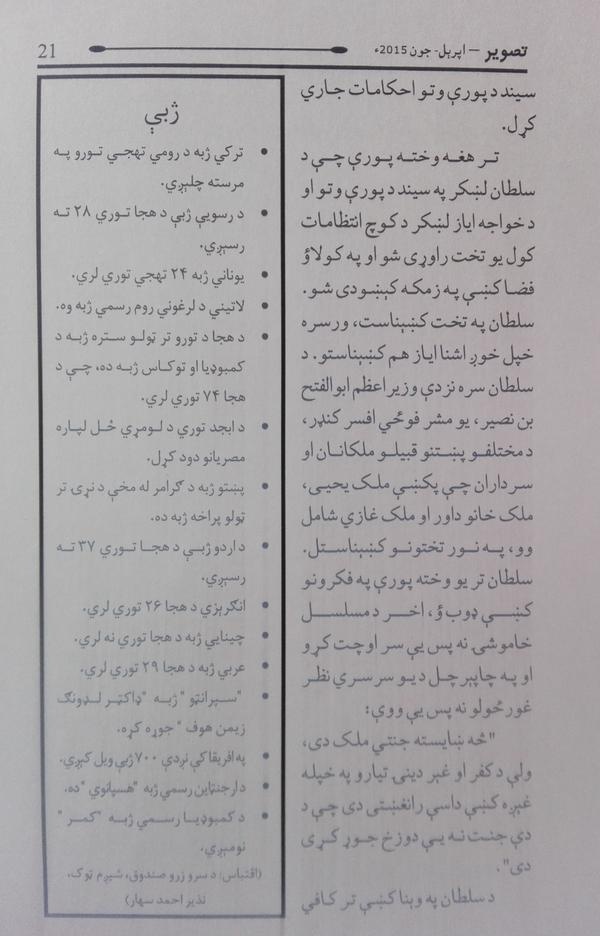 تصویر – اپرېل- جون 2015ء
21
سیند د پورې وتو احکامات جاري
کړل.
تر هغه وخته پورې چې د
سلطان لښکر په سیند د پورې وتو او
د خواجه ایاز لښکر د کوچ انتظامات
کول یو تخت راوړی شو او په کولاؤ
فضا کښې په زمکه کېښودی شو.
سلطان په تخت کښېناست، ورسره
خپل خوږ اشنا ایاز هم کښېناستو. د
سلطان سره نزدې وزیر اعظم ابوالفتح
بن نصیر، یو مشر فوځي افسر کنډر،
د مختلفو پښتنو قبیلو ملکانان او
سرداران چې پکښې ملک یحیی،
ملک خانو داور او ملک غازي شامل
وو، په نور تختونو کښېناستل.
سلطان تر یو وخته پورې په فکرونو
کښې ډوب ؤ، اخر د مسلسل
خاموشۍ نه پس یې سر اوچت کړو
او په چاپېر چل د یو سرسري نظر
غورځولو نه پس یې ووې:
"څه ښایسته جنتي ملک دی،
ولې د کفر او غېر دینۍ تیارو په خپله
غېږه کښې داسې رانغښتی دی چې د
دې جنت نه یې دوزخ جوړ کړی
دی".
د سلطان په وینا کښې تر کافي
ژبې
• ترکي ژبه د رومي تهجي تورو په
مرسته چلېږي.
• د رسویې ژبې د هجا توري ۲۸ ته
رسېږي.
• یوناني ژبه ۲۴ تهجي توري لري.
• لاتیني د لرغوني روم رسمي ژبه وه.
• د هجا د تورو تر ټولو ستره ژبه د
کمبوډیا او توکاس ژبه ده، چې د
هجا ۷۴ توري لري.
• د ابجد توري د لومړي ځل لپاره
مصریانو دود کړل.
• پښتو ژبه د ګرامر له مخې د نړۍ تر
ټولو پراخه ژبه ده.
• د اردو ژبې د هجا توري ۳۷ ته
رسېږي.
• انګرېزي د هجا ۲۶ توري لري.
• چینایي ژبه د هجا توري نه لري.
• عربي ژبه د هجا ۲۹ توري لري.
• "سپرانتو" ژبه "ډاکټر لډونګ
زیمن هوف" جوړه کړه.
• په افریقا کې نږدې ۷۰۰ ژبې ویل کېږي.
• د ارجنټاین رسمي ژبه "هسپانوي" ده.
• د کمبوډیا رسمي ژبه "کمر"
نومېږي.
(اقتباس: د سرو زرو صندوق، شپږم ټوک،
نذیر احمد سهار)